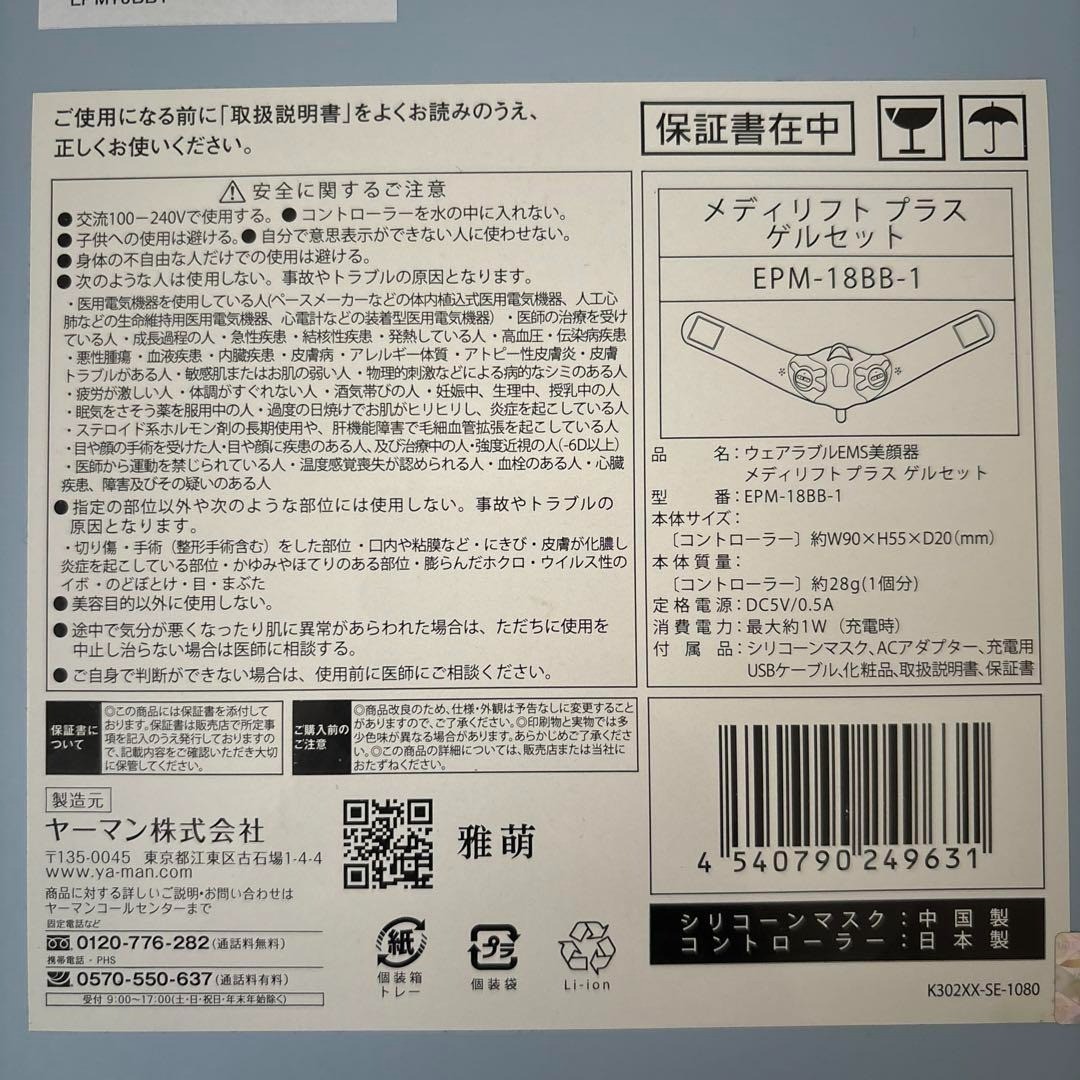 ご使用になる前に「取扱説明書」をよくお読みのうえ、
正しくお使いください。
保証書在中
安全に関するご注意
● 交流100－240Vで使用する。● コントローラーを水の中に入れない。
● 子供への使用は避ける。● 自分で意思表示ができない人に使わせない。
● 身体の不自由な人だけでの使用は避ける。
● 次のような人は使用しない。事故やトラブルの原因となります。
・医用電気機器を使用している人(ペースメーカーなどの体内植込式医用電気機器、人工心
肺などの生命維持用医用電気機器、心電計などの装着型医用電気機器）・医師の治療を受け
ている人・成長過程の人・急性疾患・結核性疾患・発熱している人・高血圧・伝染病疾患
・悪性腫瘍・血液疾患・内臓疾患・皮膚病・アレルギー体質・アトピー性皮膚炎・皮膚
トラブルがある人・敏感肌またはお肌の弱い人・物理的刺激などによる病的なシミのある人
・疲労が激しい人・体調がすぐれない人・酒気帯びの人・妊娠中、生理中、授乳中の人
・眠気をさそう薬を服用中の人・過度の日焼けでお肌がヒリヒリし、炎症を起こしている人
・ステロイド系ホルモン剤の長期使用や、肝機能障害で毛細血管拡張を起こしている人
・目や顔の手術を受けた人・目や顔に疾患のある人、及び治療中の人・強度近視の人(-6D以上)
・医師から運動を禁じられている人・温度感覚喪失が認められる人・血栓のある人・心臓
疾患、障害及びその疑いのある人
● 指定の部位以外や次のような部位には使用しない。事故やトラブルの
原因となります。
・切り傷・手術（整形手術含む）をした部位・口内や粘膜など・にきび・皮膚が化膿し
炎症を起こしている部位・かゆみやほてりのある部位・膨らんだホクロ・ウイルス性の
イボ・のどぼとけ・目・まぶた
● 美容目的以外に使用しない。
● 途中で気分が悪くなったり肌に異常があらわれた場合は、ただちに使用を
中止し治らない場合は医師に相談する。
● ご自身で判断ができない場合は、使用前に医師にご相談ください。
メディリフト プラス
ゲルセット
EPM-18BB-1
品　　名：ウェアラブルEMS美顔器
メディリフト プラス ゲルセット
型　　番：EPM-18BB-1
本体サイズ：
〔コントローラー〕約W90×H55×D20(mm)
本体質量：
〔コントローラー〕約28g(1個分)
定格電源：DC5V/0.5A
消費電力：最大約1W（充電時）
付属品：シリコーンマスク、ACアダプター、充電用
USBケーブル,化粧品,取扱説明書、保証書
保証書に
ついて
◎この商品には保証書を添付して
おります。保証書は販売店で所定事
項を記入のうえ発行しておりますの
で、記載内容をご確認いただき大切
に保管してください。
ご購入前の
ご注意
◎商品改良のため、仕様・外観は予告なしに変更すること
がありますので、ご了承ください。◎印刷物と実物では多
少色味が異なる場合があります。あらかじめご了承くださ
い。◎この商品の詳細については、販売店または当社に
おたずねください。
製造元
ヤーマン株式会社
〒135-0045 東京都江東区古石場1-4-4
www.ya-man.com
商品に対する詳しいご説明・お問い合わせは
ヤーマンコールセンターまで
固定電話など
0120-776-282(通話料無料)
携帯電話・PHS
0570-550-637(通話料有料)
受付 9:00〜17:00(土・日・祝日・年末年始除く)
雅萌
紙
個装箱
トレー
プラ
個装袋
Li-ion
4 540790 249631
シリコーンマスク：中国製
コントローラー：日本製
K302XX-SE-1080